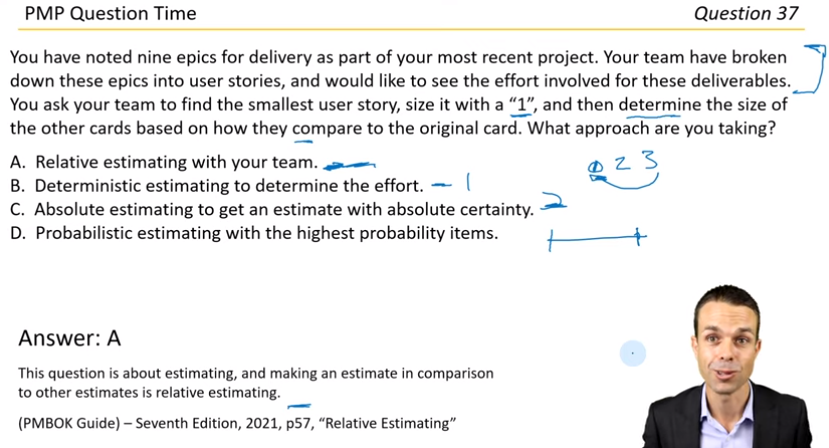 PMP Question Time
Question 37
You have noted nine epics for delivery as part of your most recent project. Your team have broken
down these epics into user stories, and would like to see the effort involved for these deliverables.
You ask your team to find the smallest user story, size it with a “1”, and then determine the size of
the other cards based on how they compare to the original card. What approach are you taking?
A. Relative estimating with your team.
B. Deterministic estimating to determine the effort. – 1
C. Absolute estimating to get an estimate with absolute certainty. 2
D. Probabilistic estimating with the highest probability items.
1 2 3
Answer: A
This question is about estimating, and making an estimate in comparison
to other estimates is relative estimating.
(PMBOK Guide) – Seventh Edition, 2021, p57, “Relative Estimating”